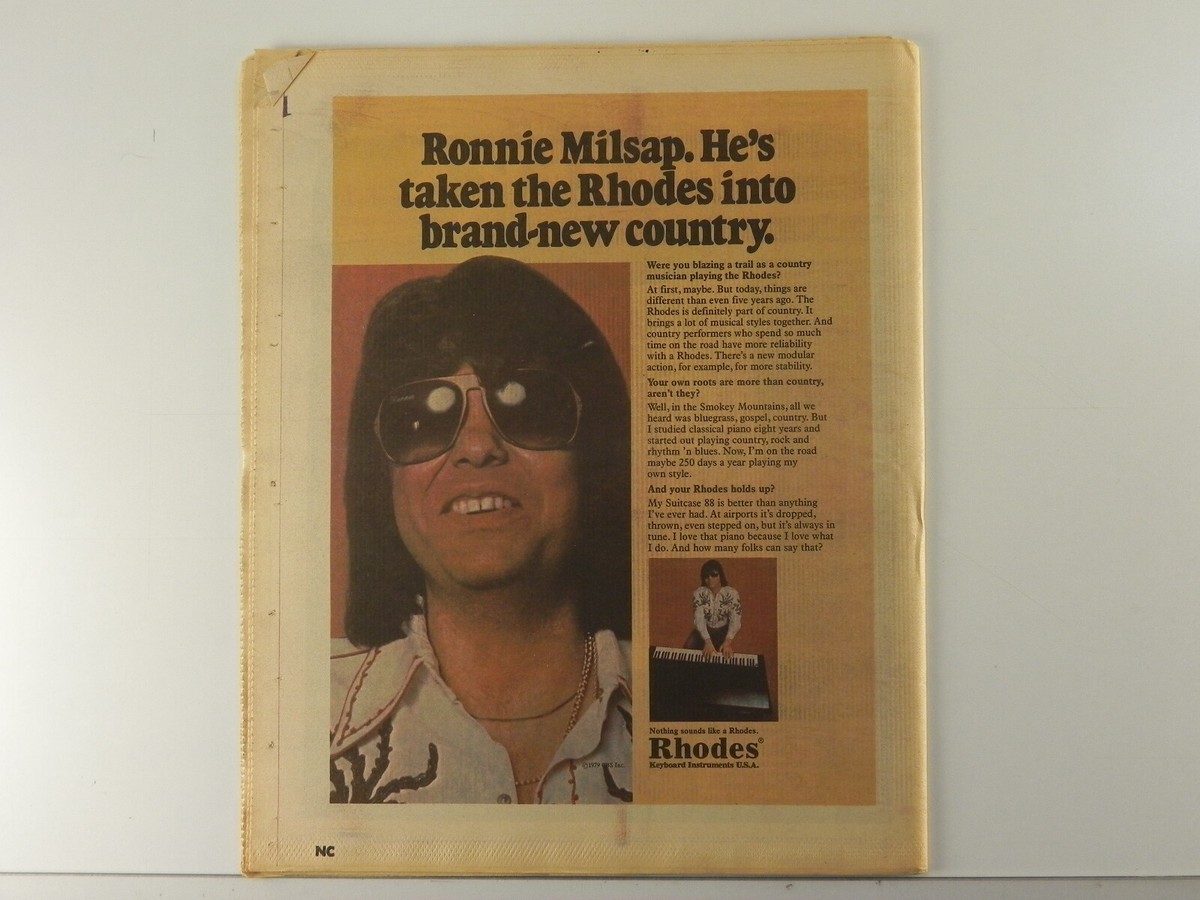 Ronnie Milsap. He's
taken the Rhodes into
brand-new country.
Were you blazing a trail as a country
musician playing the Rhodes?
At first, maybe. But today, things are
different than even five years ago. The
Rhodes is definitely part of country. It
brings a lot of musical styles together. And
country performers who spend so much
time on the road have more reliability
with a Rhodes. There's a new modular
action, for example, for more stability.
Your own roots are more than country,
aren't they?
Well, in the Smokey Mountains, all we
heard was bluegrass, gospel, country. But
I studied classical piano eight years and
started out playing country, rock and
rhythm 'n blues. Now, I'm on the road
maybe 250 days a year playing my
own style.
And your Rhodes holds up?
My Suitcase 88 is better than anything
I've ever had. At airports it's dropped,
thrown, even stepped on, but it's always in
tune. I love that piano because I love what
I do. And how many folks can say that?
Nothing sounds like a Rhodes.
Rhodes®
Keyboard Instruments U.S.A.
©1979 Inc.
NC